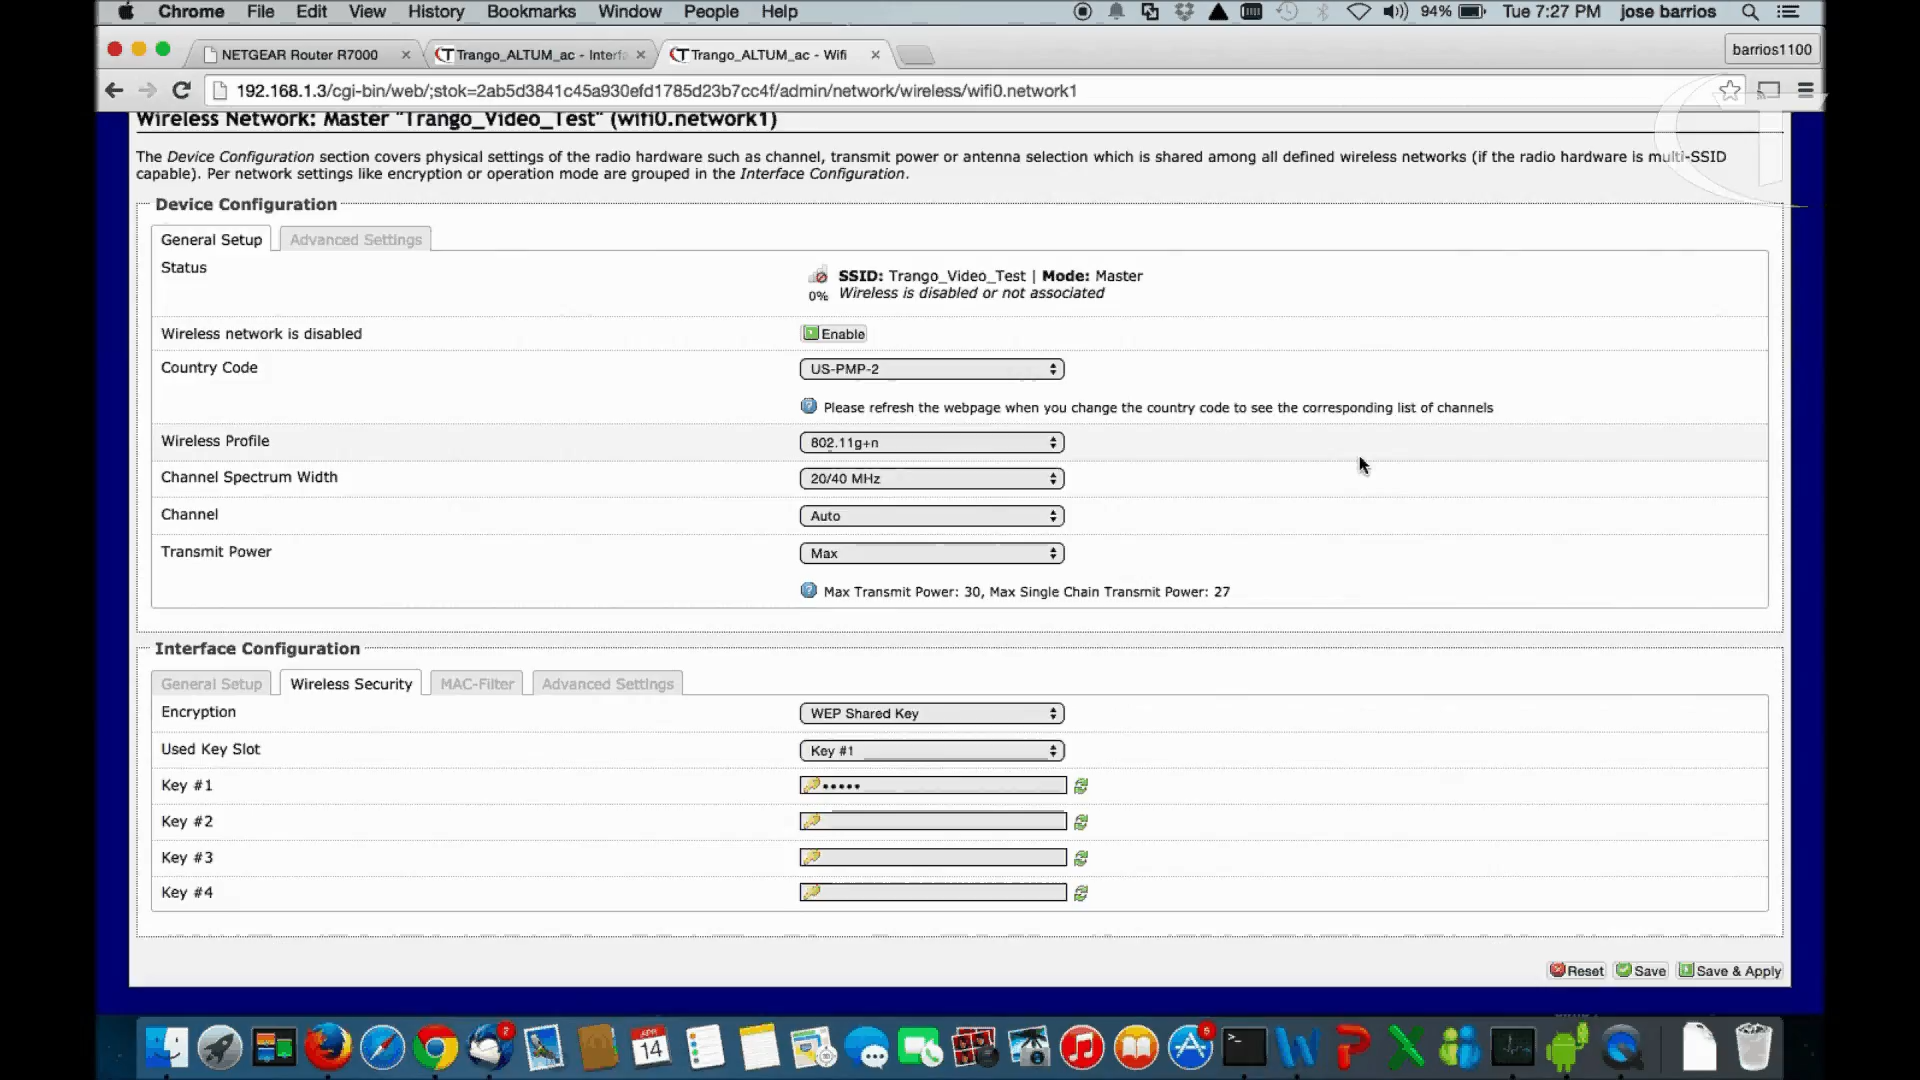 Chrome File Edit View History Bookmarks Window People Help 94% Tue 7:27 PM jose barrios
NETGEAR Router R7000 Trango_ALTUM_ac - Interfa Trango_ALTUM_ac - Wifi barrios1100
192.168.1.3/cgi-bin/web/;stok=2ab5d3841c45a930efd1785d23b7cc4f/admin/network/wireless/wifi0.network1
Wireless Network: Master "Trango_Video_Test" (wifi0.network1)
The Device Configuration section covers physical settings of the radio hardware such as channel, transmit power or antenna selection which is shared among all defined wireless networks (if the radio hardware is multi-SSID
capable). Per network settings like encryption or operation mode are grouped in the Interface Configuration.
Device Configuration
General Setup Advanced Settings
Status
SSID: Trango_Video_Test | Mode: Master
0% Wireless is disabled or not associated
Wireless network is disabled Enable
Country Code US-PMP-2
Please refresh the webpage when you change the country code to see the corresponding list of channels
Wireless Profile 802.11g+n
Channel Spectrum Width 20/40 MHz
Channel Auto
Transmit Power Max
Max Transmit Power: 30, Max Single Chain Transmit Power: 27
Interface Configuration
General Setup Wireless Security MAC-Filter Advanced Settings
Encryption WEP Shared Key
Used Key Slot Key #1
Key #1 •••••
Key #2
Key #3
Key #4
Reset Save Save & Apply
2 APR 14 6